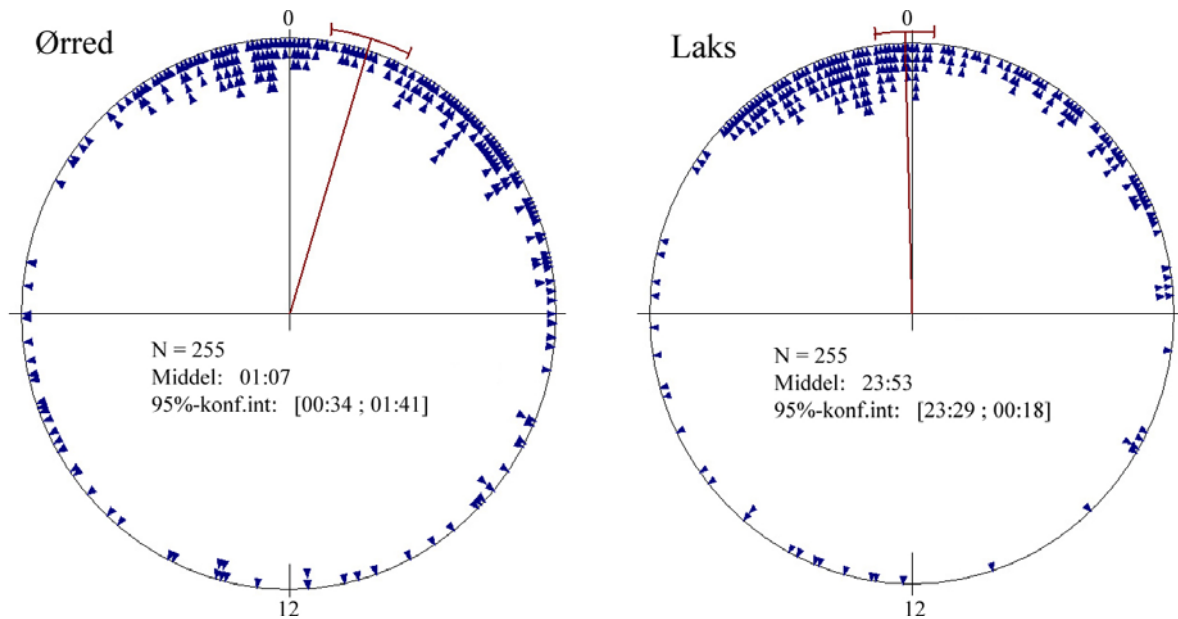 Ørred
0
N = 255
Middel: 01:07
95%-konf.int: [00:34 ; 01:41]
12
Laks
0
N = 255
Middel: 23:53
95%-konf.int: [23:29 ; 00:18]
12